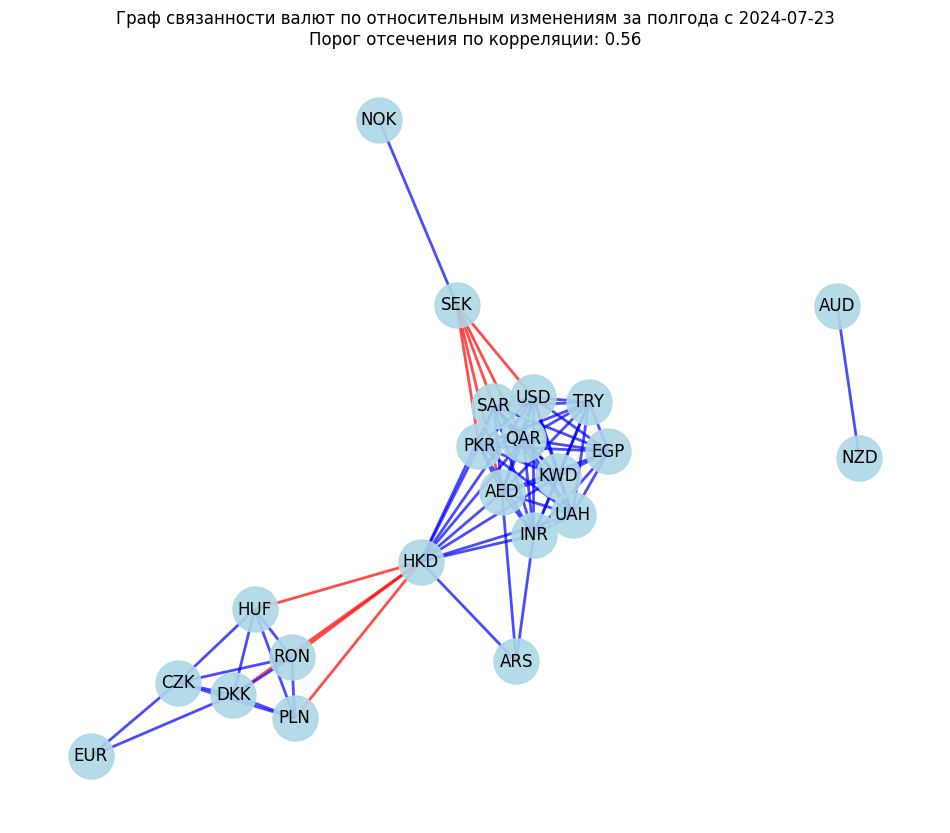 Граф связанности валют по относительным изменениям за полгода с 2024-07-23
Порог отсечения по корреляции: 0.56
NOK
SEK
AUD
USD
TRY
SAR
QAR
PKR
EGP
NZD
KWD
AED
UAH
INR
HKD
HUF
RON
ARS
CZK
DKK
PLN
EUR